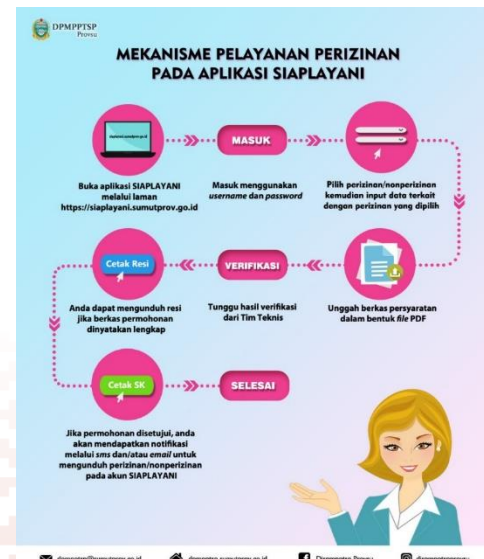 DPMPPTSP
Provsu
MEKANISME PELAYANAN PERIZINAN
PADA APLIKASI SIAPLAYANI
MASUK
Buka aplikasi SIAPLAYANI
melalui laman
https://siaplayani.sumutprov.go.id
Masuk menggunakan
username dan password
Pilih perizinan/nonperizinan
kemudian input data terkait
dengan perizinan yang dipilih
Cetak Resi
VERIFIKASI
Anda dapat mengunduh resi
jika berkas permohonan
dinyatakan lengkap
Tunggu hasil verifikasi
dari Tim Teknis
Unggah berkas persyaratan
dalam bentuk file PDF
Cetak SK
SELESAI
Jika permohonan disetujui, anda
akan mendapatkan notifikasi
melalui sms dan/atau email untuk
mengunduh perizinan/nonperizinan
pada akun SIAPLAYANI